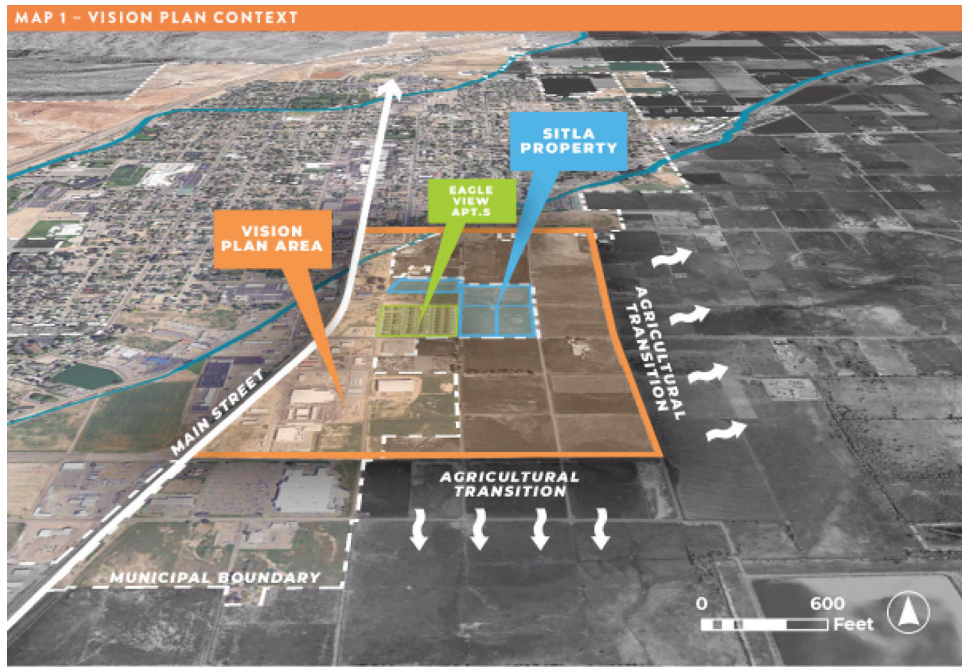 MAP 1 – VISION PLAN CONTEXT
SITLA
PROPERTY
EAGLE
VIEW
APT.S
VISION
PLAN AREA
MAIN STREET
AGRICULTURAL
TRANSITION
AGRICULTURAL
TRANSITION
MUNICIPAL BOUNDARY
0 600
Feet